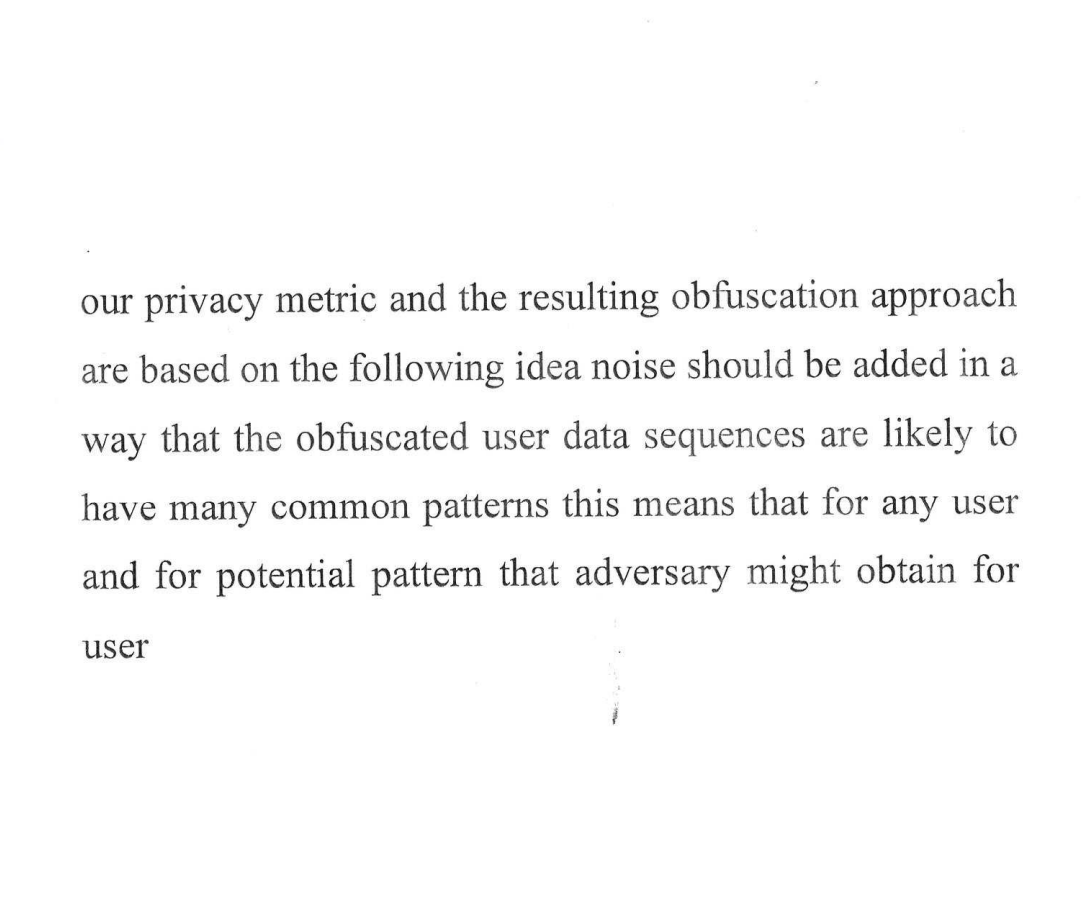 our privacy metric and the resulting obfuscation approach
are based on the following idea noise should be added in a
way that the obfuscated user data sequences are likely to
have many common patterns this means that for any user
and for potential pattern that adversary might obtain for
user